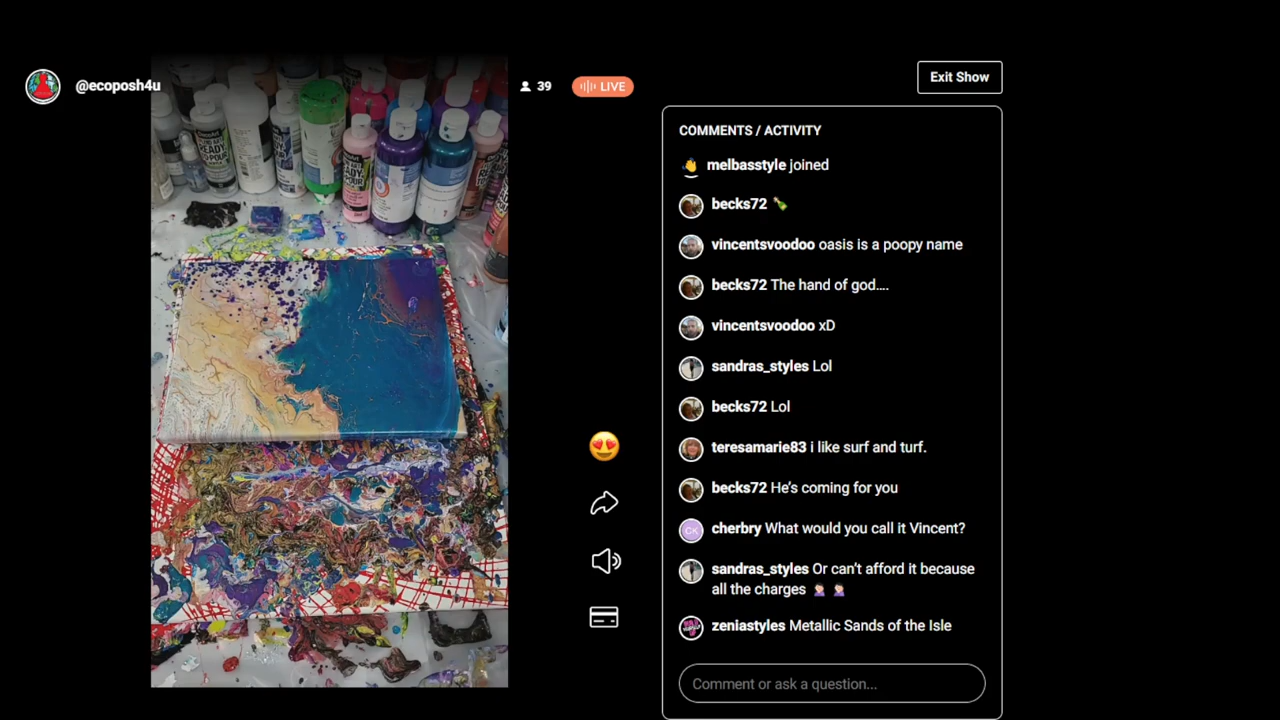 @ecoposh4u
39
LIVE
Exit Show
COMMENTS / ACTIVITY
melbasstyle joined
becks72 🍾
vincentsvoodoo oasis is a poopy name
becks72 The hand of god....
vincentsvoodoo xD
sandras_styles Lol
becks72 Lol
teresamarie83 i like surf and turf.
becks72 He's coming for you
CK
cherbry What would you call it Vincent?
sandras_styles Or can't afford it because
all the charges 🤦🏻‍♀️ 🤦🏻‍♀️
zeniastyles Metallic Sands of the Isle
Comment or ask a question...
READY